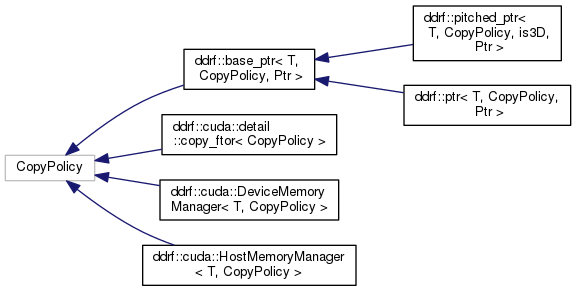 CopyPolicy
ddrf::base_ptr< T,
CopyPolicy, Ptr >
ddrf::pitched_ptr<
T, CopyPolicy, is3D,
Ptr >
ddrf::ptr< T, CopyPolicy,
Ptr >
ddrf::cuda::detail
::copy_ftor< CopyPolicy >
ddrf::cuda::DeviceMemory
Manager< T, CopyPolicy >
ddrf::cuda::HostMemoryManager
< T, CopyPolicy >